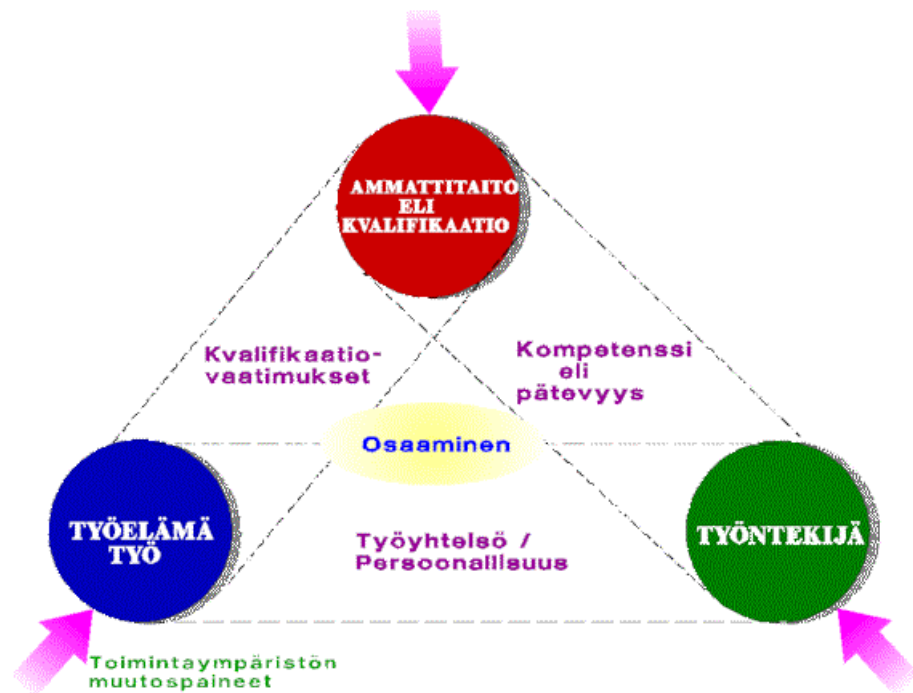 AMMATTITAITO
ELI
KVALIFIKAATIO
Kvalifikaatio-
vaatimukset
Kompetenssi
eli
pätevyys
Osaaminen
TYÖELÄMÄ
TYÖ
Työyhteisö /
Persoonallisuus
TYÖNTEKIJÄ
Toimintaympäristön
muutospaineet